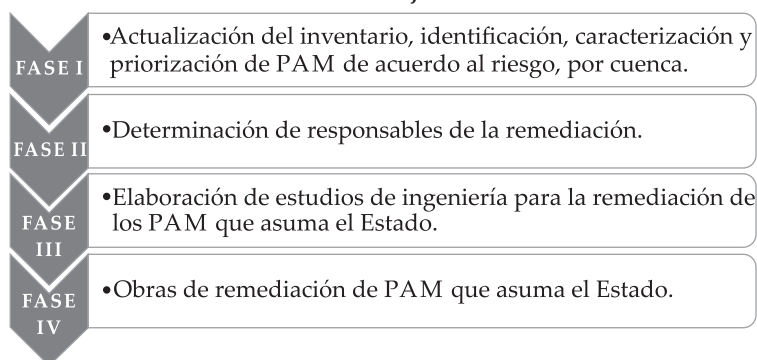 FASE I
•Actualización del inventario, identificación, caracterización y
priorización de PAM de acuerdo al riesgo, por cuenca.
FASE II
•Determinación de responsables de la remediación.
FASE
III
•Elaboración de estudios de ingeniería para la remediación de
los PAM que asuma el Estado.
FASE
IV
•Obras de remediación de PAM que asuma el Estado.